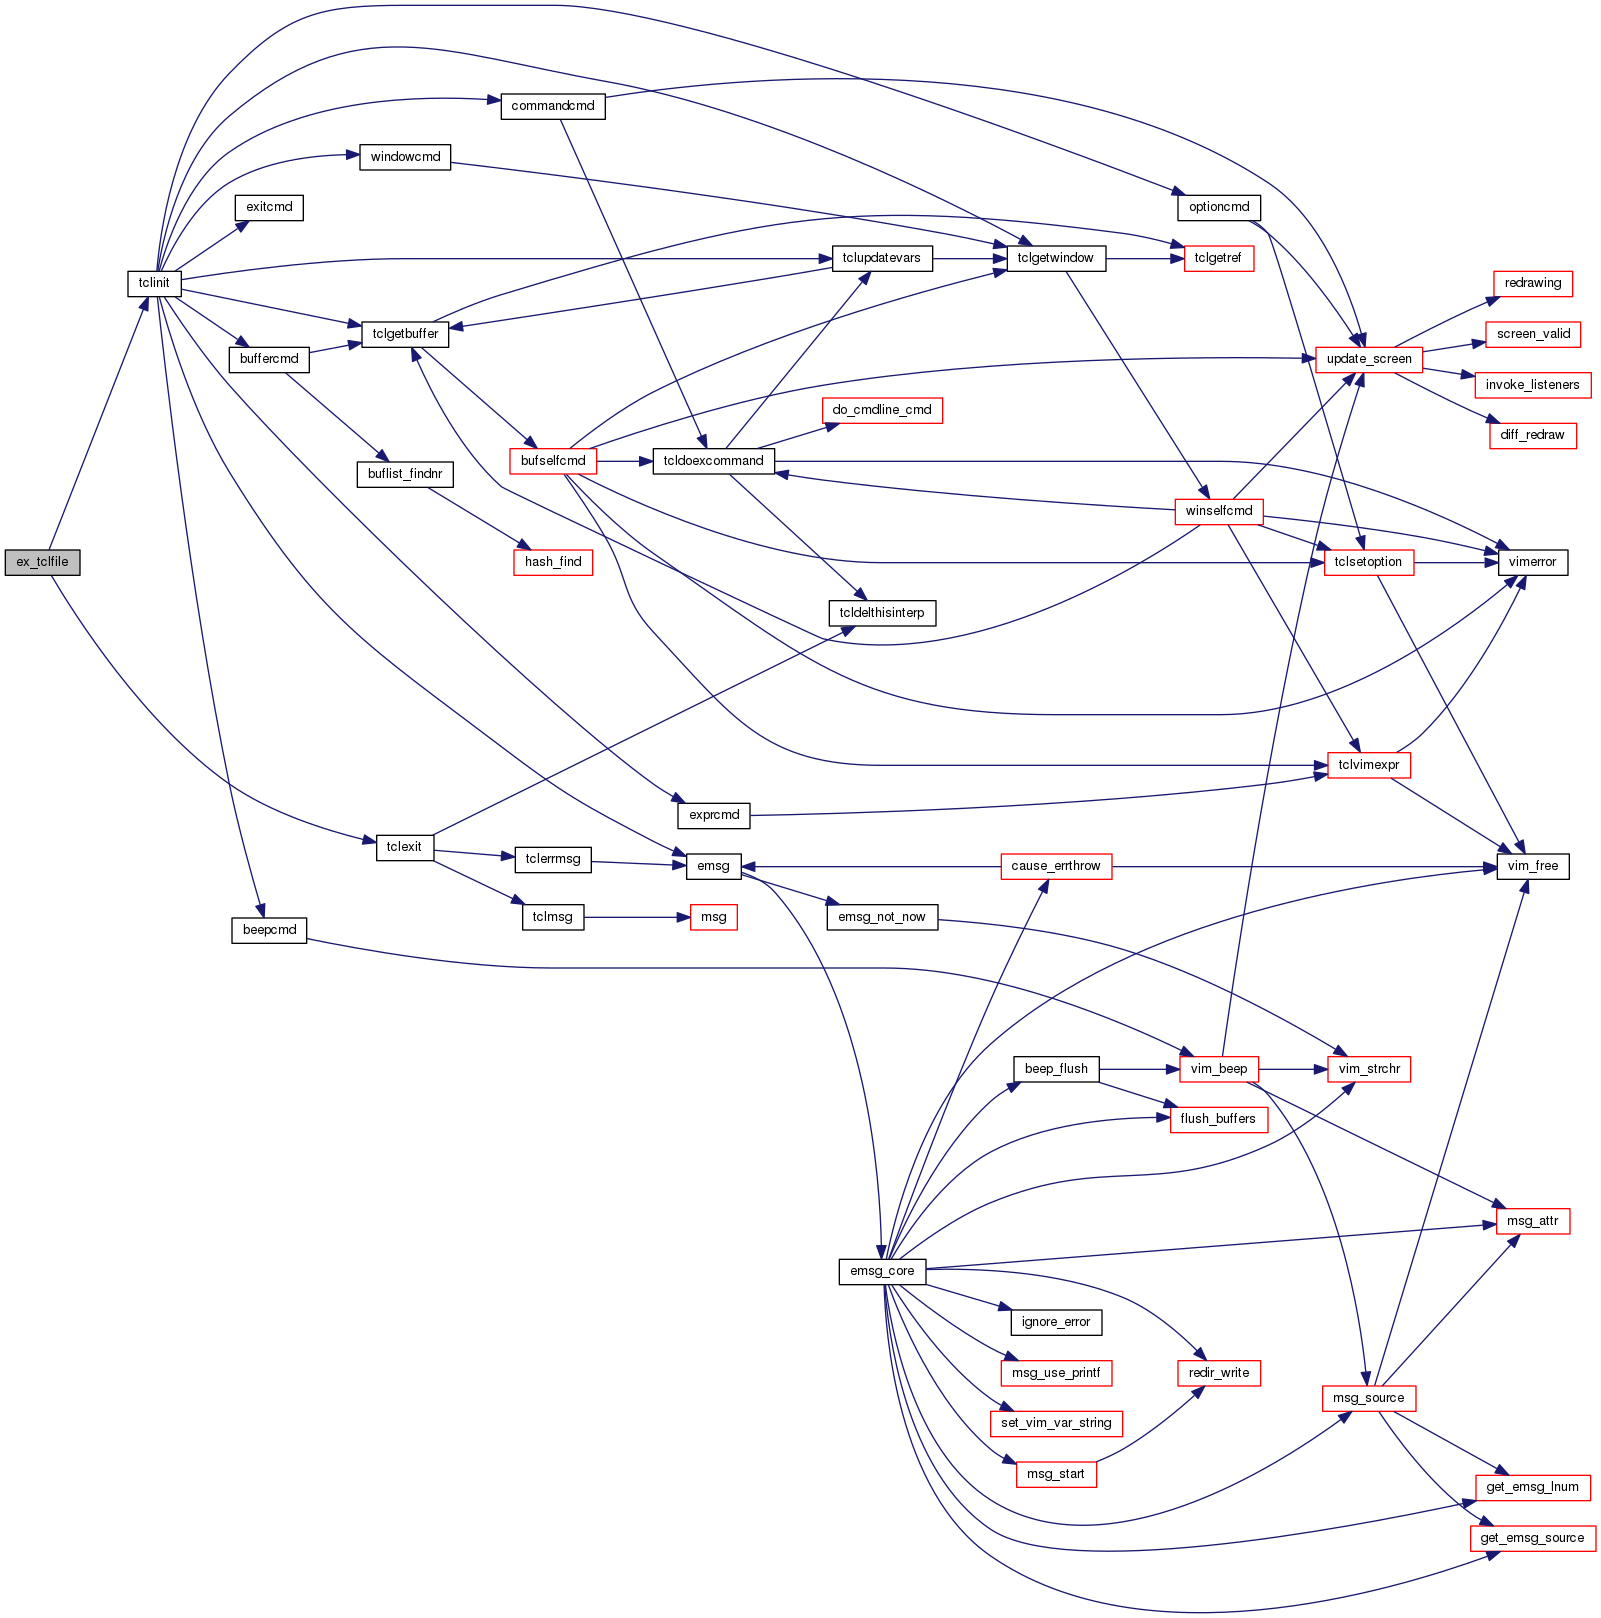 commandcmd
windowcmd
exitcmd
optioncmd
tclinit
tclupdatevars
tclgetwindow
tclgetref
redrawing
tclgetbuffer
screen_valid
buffercmd
update_screen
invoke_listeners
do_cmdline_cmd
diff_redraw
bufselfcmd
tcldoexcommand
buflist_findnr
winselfcmd
ex_tclfile
hash_find
tclsetoption
vimerror
tcldelthisinterp
tclvimexpr
exprcmd
tclexit
tclerrmsg
emsg
cause_errthrow
vim_free
tclmsg
msg
emsg_not_now
beepcmd
beep_flush
vim_beep
vim_strchr
flush_buffers
msg_attr
emsg_core
ignore_error
msg_use_printf
redir_write
msg_source
set_vim_var_string
msg_start
get_emsg_lnum
get_emsg_source